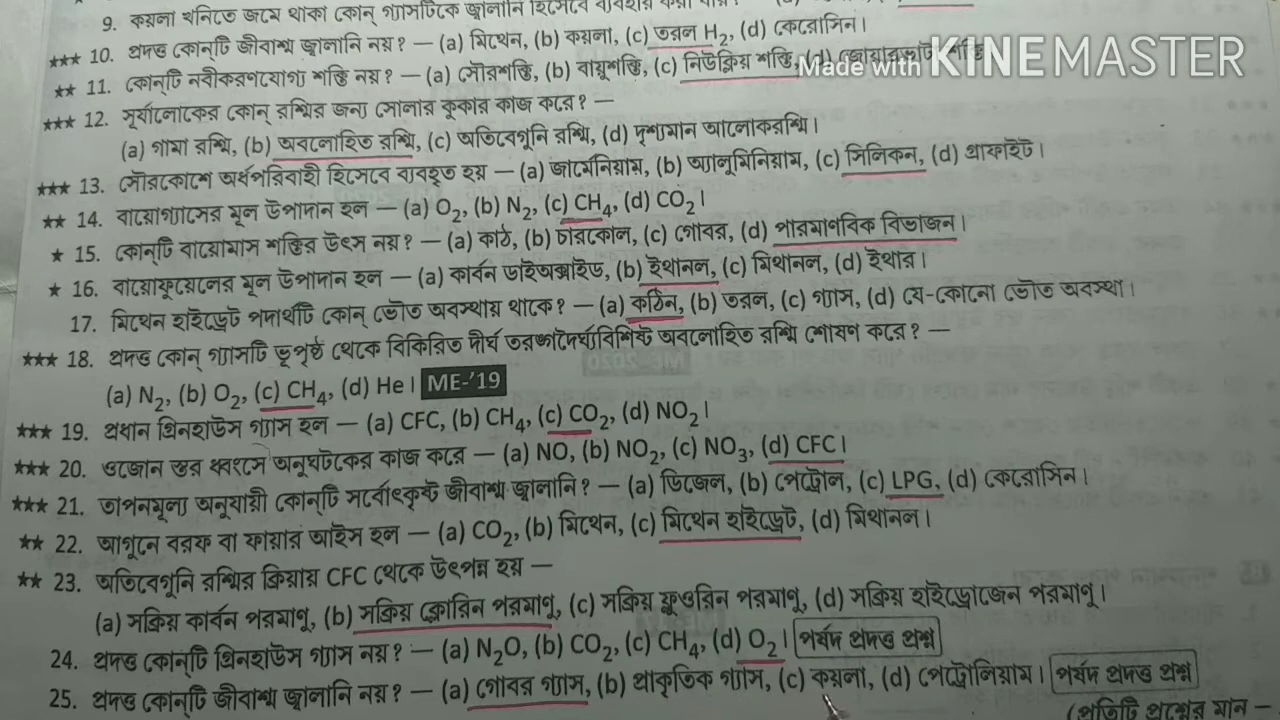 9. কয়লা খনিতে জমে থাকা কোন্ গ্যাসটিকে জ্বালানি হিসেবে ব্যবহার করা যায়?
★★★ 10. প্রদত্ত কোন্‌টি জীবাশ্ম জ্বালানি নয়? — (a) মিথেন, (b) কয়লা, (c) তরল H₂, (d) কেরোসিন।
★★ 11. কোন্‌টি নবীকরণযোগ্য শক্তি নয়? — (a) সৌরশক্তি, (b) বায়ুশক্তি, (c) নিউক্লিয় শক্তি, (d)
Made with KINEMASTER
★★★ 12. সূর্যালোকের কোন্ রশ্মির জন্য সোলার কুকার কাজ করে? —
(a) গামা রশ্মি, (b) অবলোহিত রশ্মি, (c) অতিবেগুনি রশ্মি, (d) দৃশ্যমান আলোকরশ্মি।
★★★ 13. সৌরকোশে অর্ধপরিবাহী হিসেবে ব্যবহৃত হয় — (a) জার্মেনিয়াম, (b) অ্যালুমিনিয়াম, (c) সিলিকন, (d) গ্রাফাইট।
★★ 14. বায়োগ্যাসের মূল উপাদান হল — (a) O₂, (b) N₂, (c) CH₄, (d) CO₂।
★ 15. কোন্‌টি বায়োমাস শক্তির উৎস নয়? — (a) কাঠ, (b) চারকোল, (c) গোবর, (d) পারমাণবিক বিভাজন।
★ 16. বায়োফুয়েলের মূল উপাদান হল — (a) কার্বন ডাইঅক্সাইড, (b) ইথানল, (c) মিথানল, (d) ইথার।
17. মিথেন হাইড্রেট পদার্থটি কোন্ ভৌত অবস্থায় থাকে? — (a) কঠিন, (b) তরল, (c) গ্যাস, (d) যে-কোনো ভৌত অবস্থা।
★★★ 18. প্রদত্ত কোন্ গ্যাসটি ভূপৃষ্ঠ থেকে বিকিরিত দীর্ঘ তরঙ্গদৈর্ঘ্যবিশিষ্ট অবলোহিত রশ্মি শোষণ করে? —
(a) N₂, (b) O₂, (c) CH₄, (d) He। ME-'19
★★★ 19. প্রধান গ্রিনহাউস গ্যাস হল — (a) CFC, (b) CH₄, (c) CO₂, (d) NO₂।
★★★ 20. ওজোন স্তর ধ্বংসে অনুঘটকের কাজ করে — (a) NO, (b) NO₂, (c) NO₃, (d) CFC।
★★★ 21. তাপনমূল্য অনুযায়ী কোন্‌টি সর্বোৎকৃষ্ট জীবাশ্ম জ্বালানি? — (a) ডিজেল, (b) পেট্রোল, (c) LPG, (d) কেরোসিন।
★★ 22. আগুনে বরফ বা ফায়ার আইস হল — (a) CO₂, (b) মিথেন, (c) মিথেন হাইড্রেট, (d) মিথানল।
★★ 23. অতিবেগুনি রশ্মির ক্রিয়ায় CFC থেকে উৎপন্ন হয় —
(a) সক্রিয় কার্বন পরমাণু, (b) সক্রিয় ক্লোরিন পরমাণু, (c) সক্রিয় ফ্লুওরিন পরমাণু, (d) সক্রিয় হাইড্রোজেন পরমাণু।
24. প্রদত্ত কোন্‌টি গ্রিনহাউস গ্যাস নয়? — (a) N₂O, (b) CO₂, (c) CH₄, (d) O₂। পর্ষদ প্রদত্ত প্রশ্ন
25. প্রদত্ত কোন্‌টি জীবাশ্ম জ্বালানি নয়? — (a) গোবর গ্যাস, (b) প্রাকৃতিক গ্যাস, (c) কয়লা, (d) পেট্রোলিয়াম। পর্ষদ প্রদত্ত প্রশ্ন
(প্রতিটি প্রশ্নের মান –